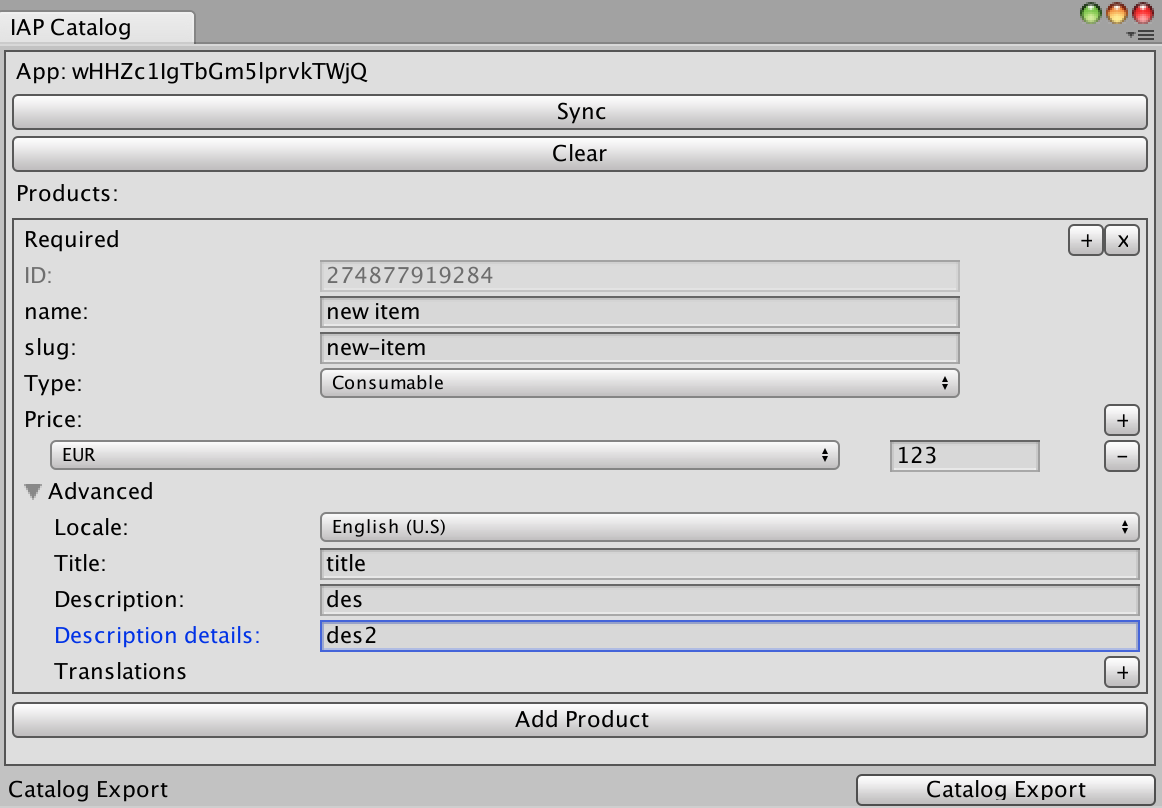 IAP Catalog
App: wHHZc1IgTbGm5lprvkTWjQ
Sync
Clear
Products:
Required + x
ID: 274877919284
name: new item
slug: new-item
Type: Consumable
Price: +
EUR 123 -
Advanced
Locale: English (U.S)
Title: title
Description: des
Description details: des2
Translations +
Add Product
Catalog Export Catalog Export